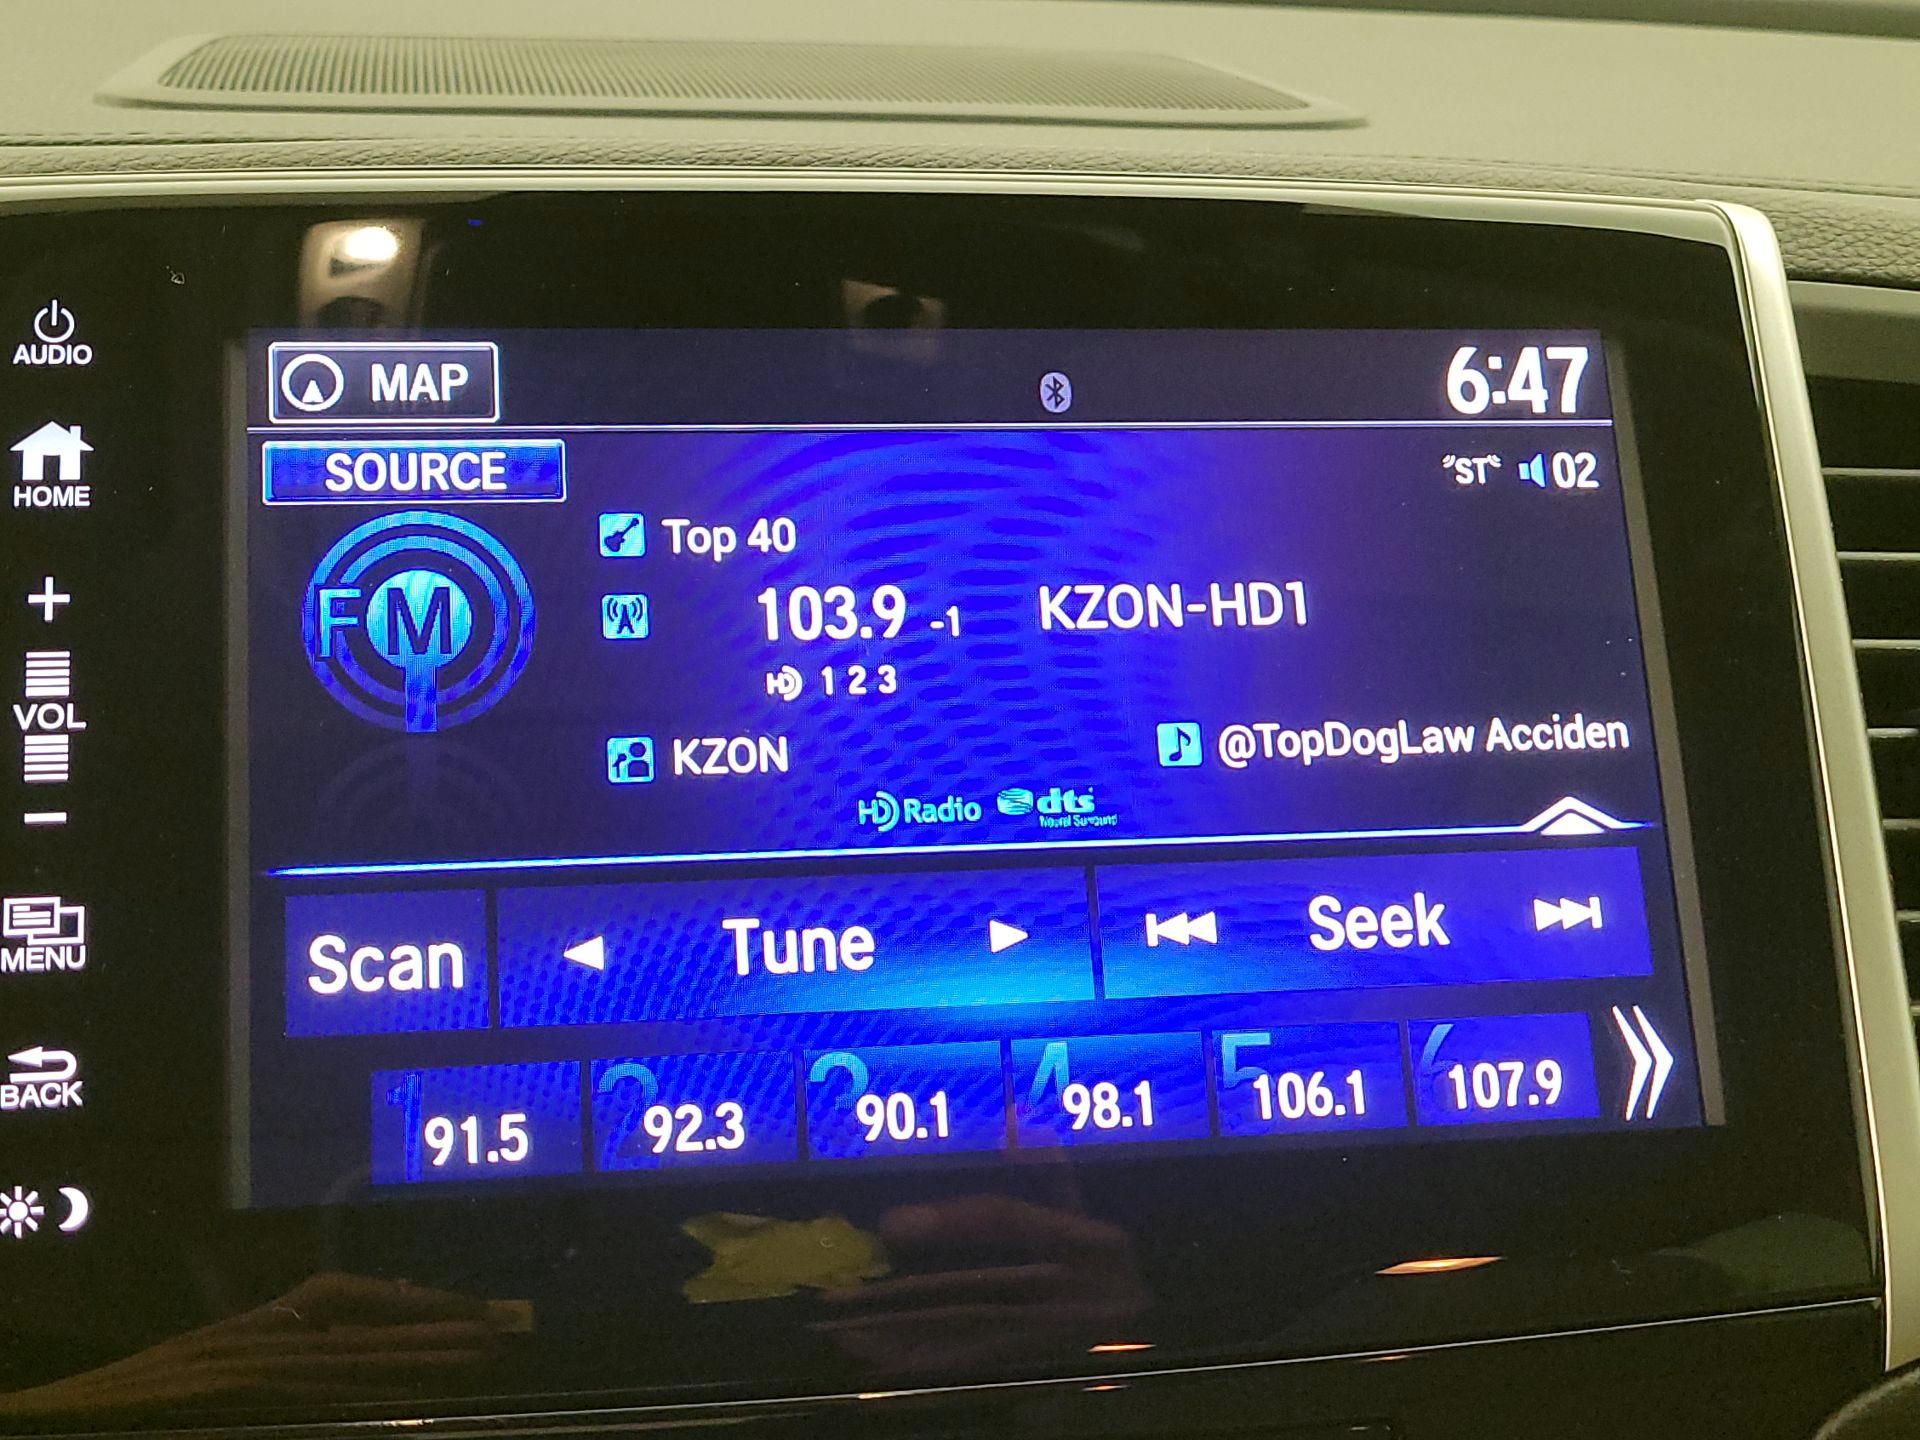 AUDIO
HOME
+
VOL
−
MENU
BACK
MAP
6:47
SOURCE
"ST" 02
FM
Top 40
103.9 -1 KZON-HD1
HD 1 2 3
KZON
@TopDogLaw Acciden
HD Radio dts
Neural Surround
Scan
Tune
Seek
1 91.5
2 92.3
3 90.1
4 98.1
5 106.1
6 107.9